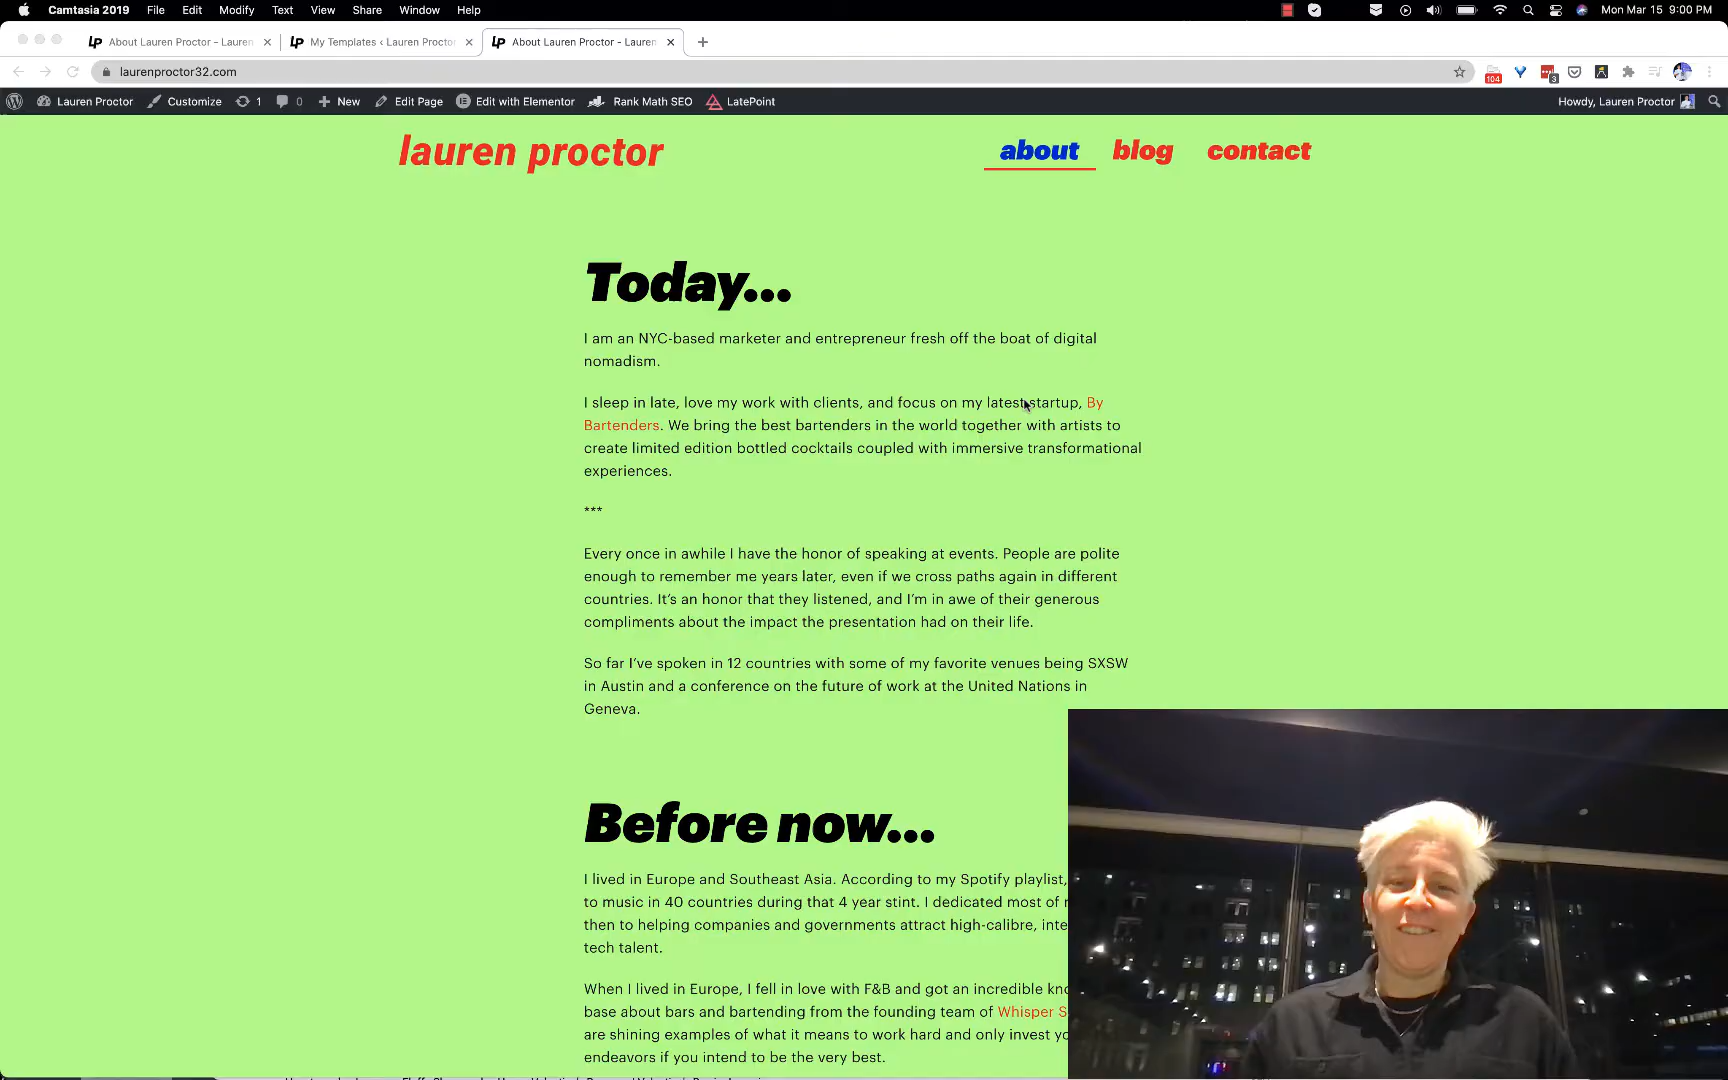 Camtasia 2019 File Edit Modify Text View Share Window Help Mon Mar 15 9:00 PM
About Lauren Proctor - Lauren My Templates ‹ Lauren Proctor About Lauren Proctor - Lauren
laurenproctor32.com 104 3
Lauren Proctor Customize 1 0 New Edit Page Edit with Elementor Rank Math SEO LatePoint Howdy, Lauren Proctor
lauren proctor about blog contact
Today...
I am an NYC-based marketer and entrepreneur fresh off the boat of digital
nomadism.
I sleep in late, love my work with clients, and focus on my latest startup, By
Bartenders. We bring the best bartenders in the world together with artists to
create limited edition bottled cocktails coupled with immersive transformational
experiences.
***
Every once in awhile I have the honor of speaking at events. People are polite
enough to remember me years later, even if we cross paths again in different
countries. It's an honor that they listened, and I'm in awe of their generous
compliments about the impact the presentation had on their life.
So far I've spoken in 12 countries with some of my favorite venues being SXSW
in Austin and a conference on the future of work at the United Nations in
Geneva.
Before now...
I lived in Europe and Southeast Asia. According to my Spotify playlist,
to music in 40 countries during that 4 year stint. I dedicated most of
then to helping companies and governments attract high-calibre,
tech talent.
When I lived in Europe, I fell in love with F&B and got an incredible
base about bars and bartending from the founding team of Whisper
are shining examples of what it means to work hard and only invest
endeavors if you intend to be the very best.